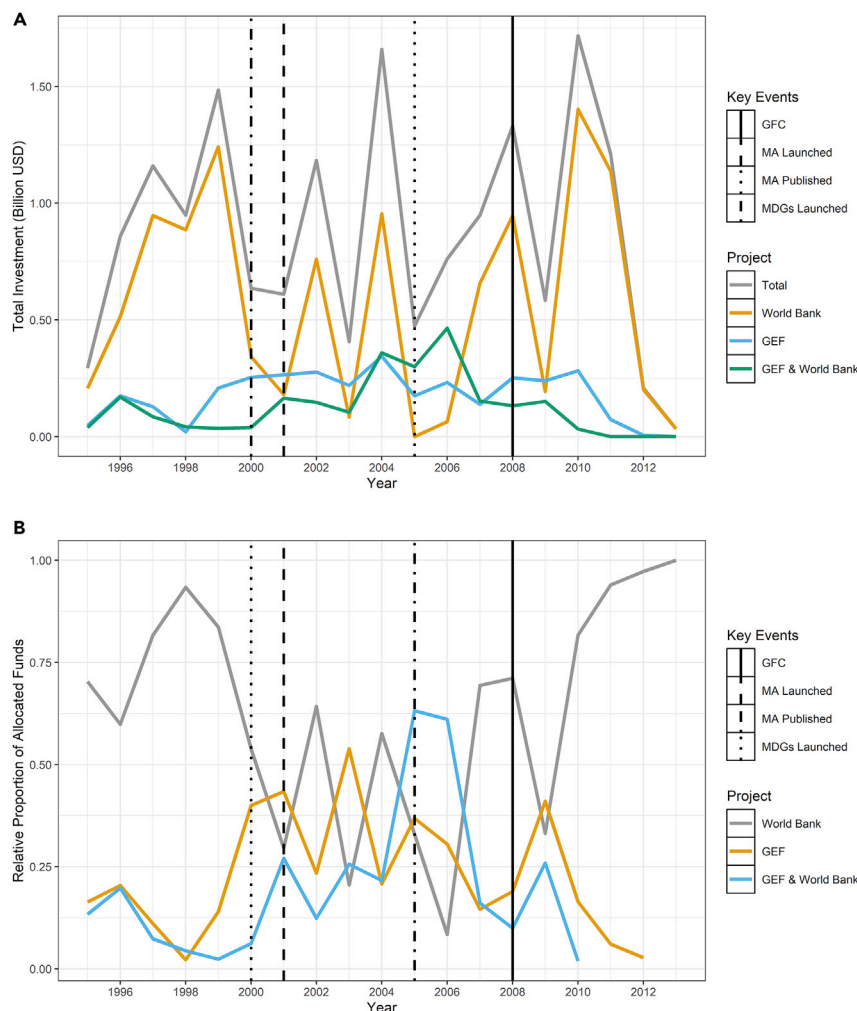 A
Total Investment (Billion USD)
1.50
1.00
0.50
0.00
1996 1998 2000 2002 2004 2006 2008 2010 2012
Year
Key Events
GFC
MA Launched
MA Published
MDGs Launched
Project
Total
World Bank
GEF
GEF & World Bank
B
Relative Proportion of Allocated Funds
1.00
0.75
0.50
0.25
0.00
1996 1998 2000 2002 2004 2006 2008 2010 2012
Year
Key Events
GFC
MA Launched
MA Published
MDGs Launched
Project
World Bank
GEF
GEF & World Bank